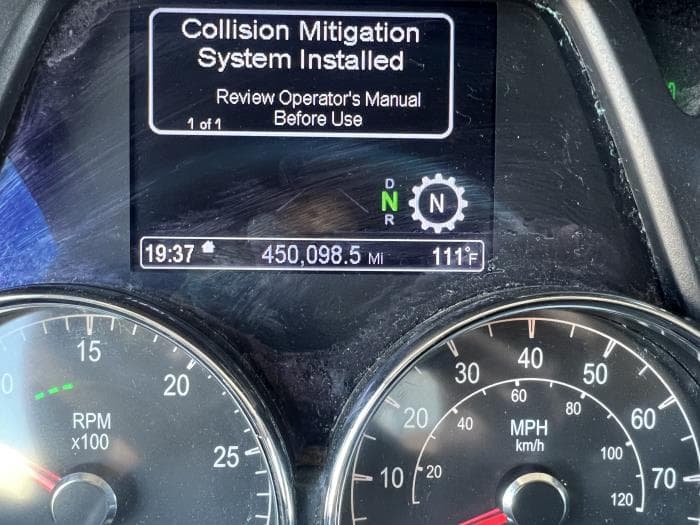 Collision Mitigation
System Installed
Review Operator's Manual
1 of 1 Before Use
D
N N
R
19:37 450,098.5 Mi 111°F
15
20
25
RPM
x100
10
20
30
40
50
60
70
MPH
km/h
20
40
60
80
100
120